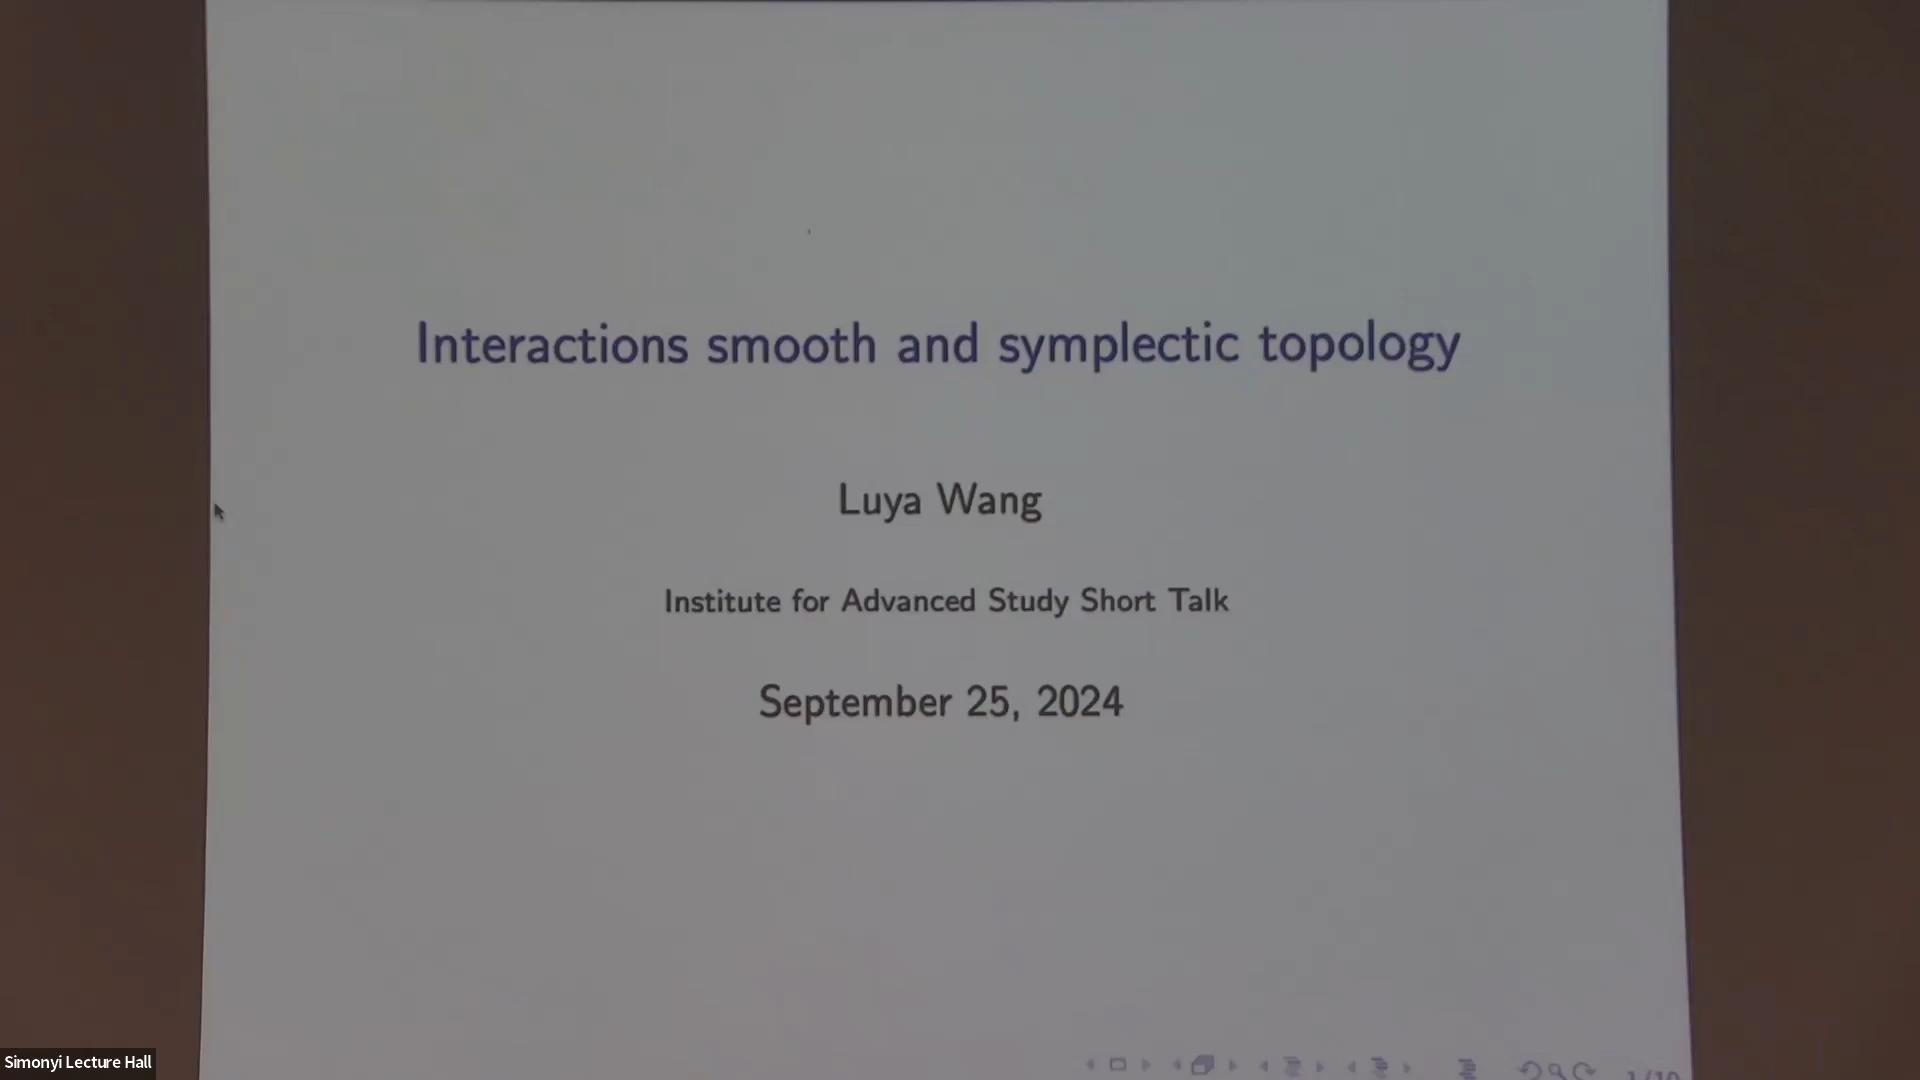 Interactions smooth and symplectic topology
Luya Wang
Institute for Advanced Study Short Talk
September 25, 2024
Simonyi Lecture Hall